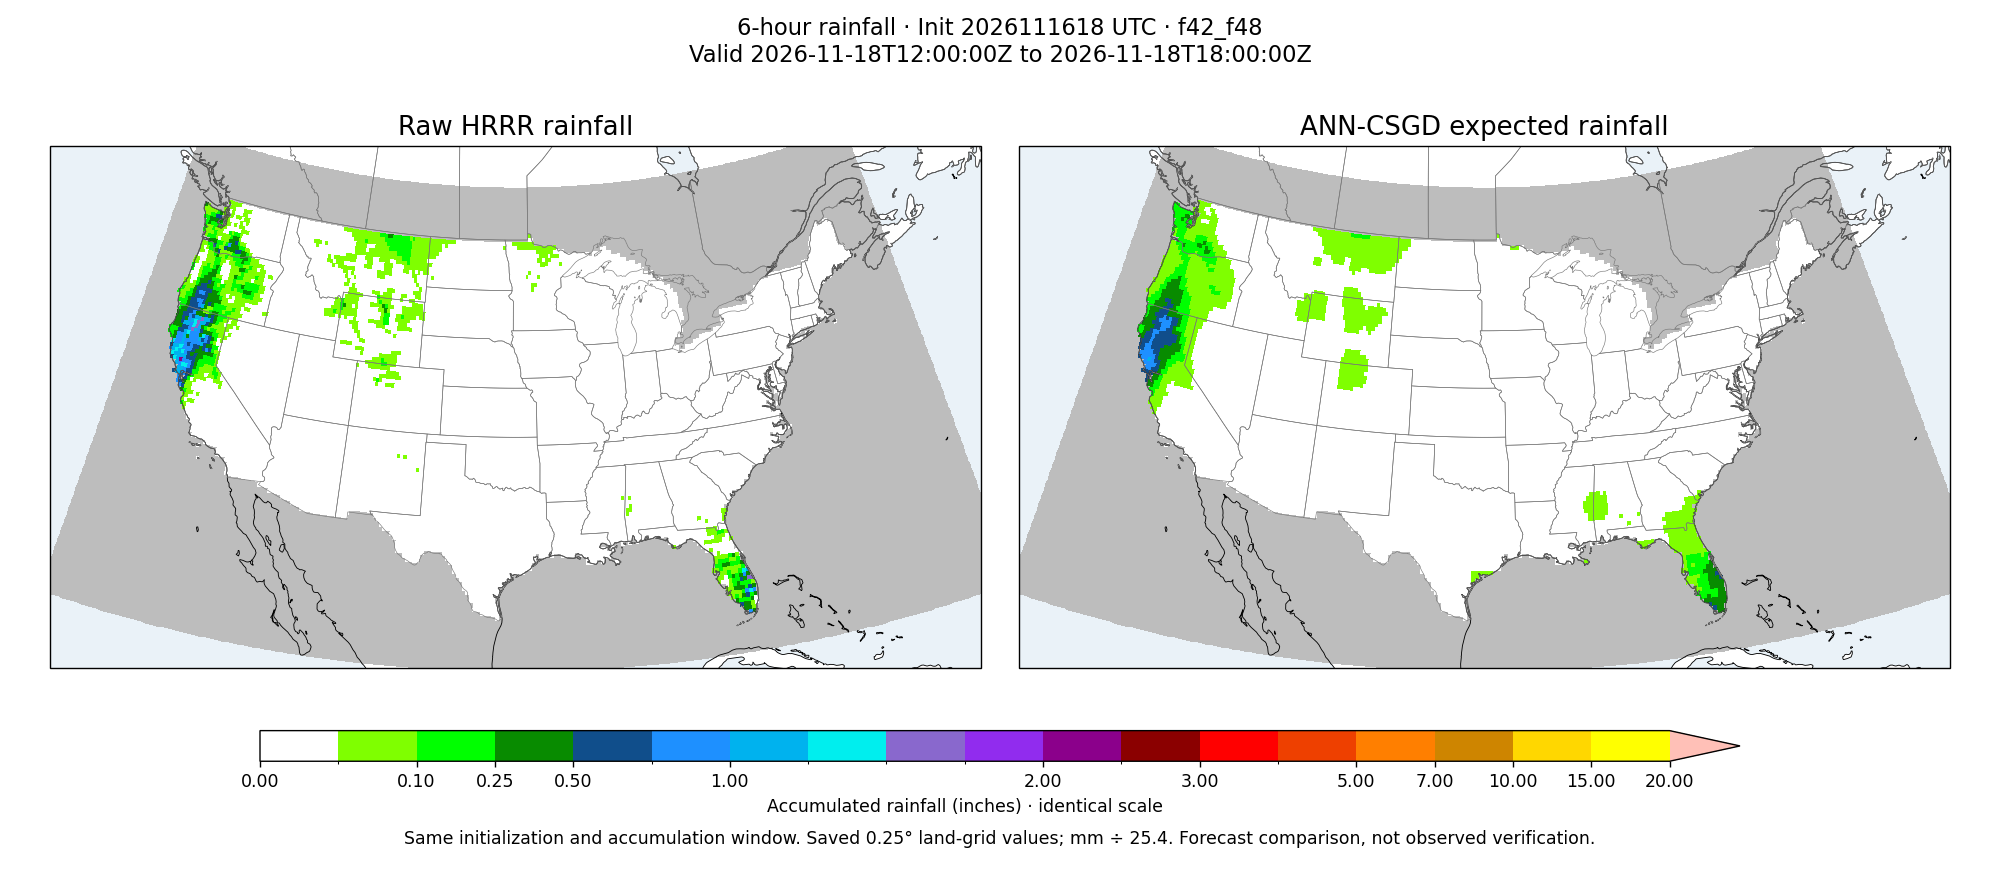 6-hour rainfall · Init 2026111618 UTC · f42_f48
Valid 2026-11-18T12:00:00Z to 2026-11-18T18:00:00Z
Raw HRRR rainfall
ANN-CSGD expected rainfall
0.00 0.10 0.25 0.50 1.00 2.00 3.00 5.00 7.00 10.00 15.00 20.00
Accumulated rainfall (inches) · identical scale
Same initialization and accumulation window. Saved 0.25° land-grid values; mm ÷ 25.4. Forecast comparison, not observed verification.